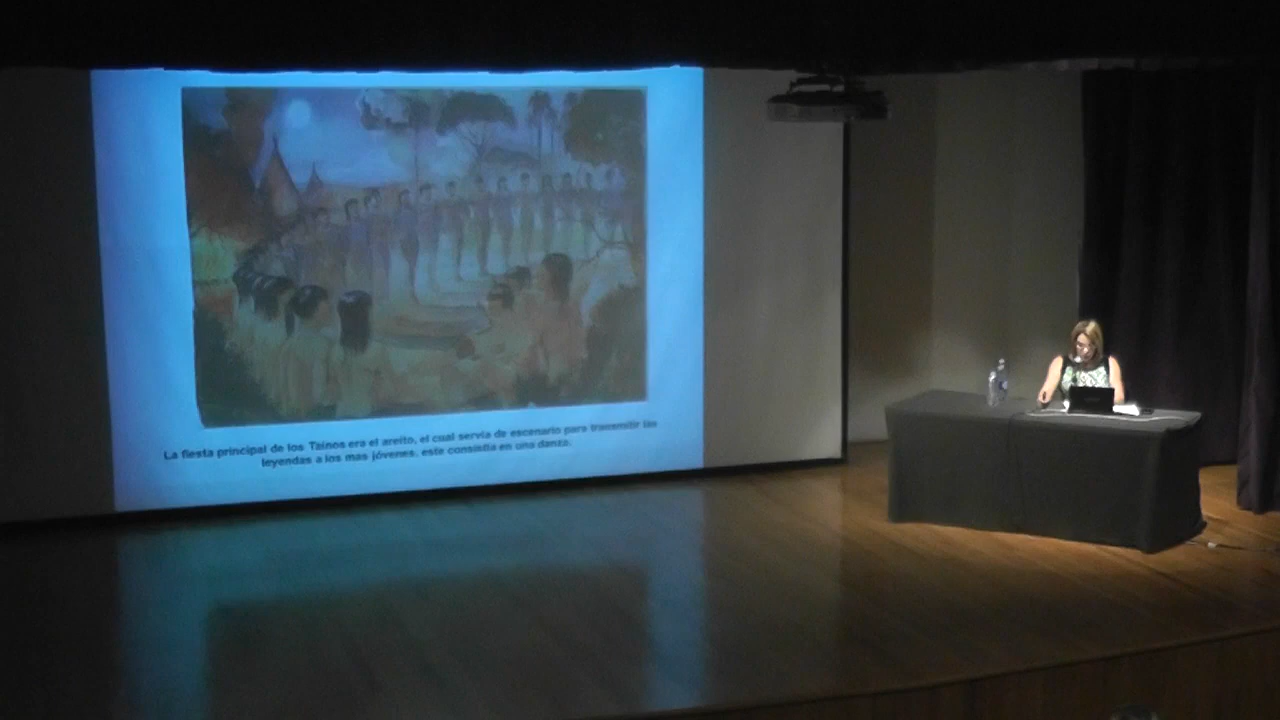 La fiesta principal de los Taínos era el areito, el cual servia de escenario para transmitir las
leyendas a los mas jóvenes. este consistía en una danza.